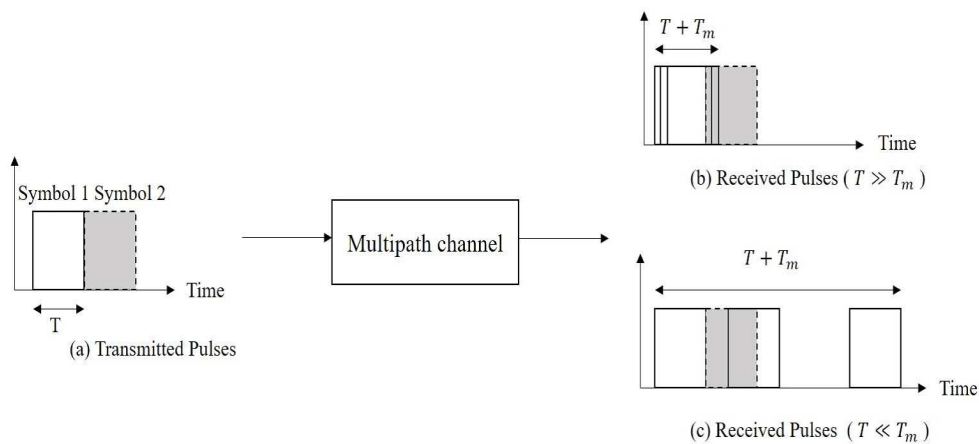 T + Tₘ
Time
(b) Received Pulses ( T ≫ Tₘ )
Symbol 1 Symbol 2
Time
T
(a) Transmitted Pulses
Multipath channel
T + Tₘ
Time
(c) Received Pulses ( T ≪ Tₘ )